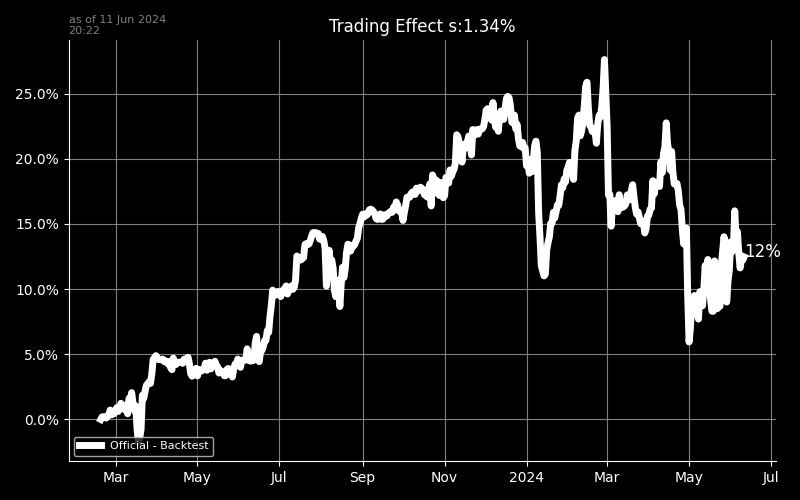 as of 11 Jun 2024
20:22
Trading Effect s:1.34%
25.0%
20.0%
15.0%
10.0%
5.0%
0.0%
12%
Official - Backtest
Mar May Jul Sep Nov 2024 Mar May Jul